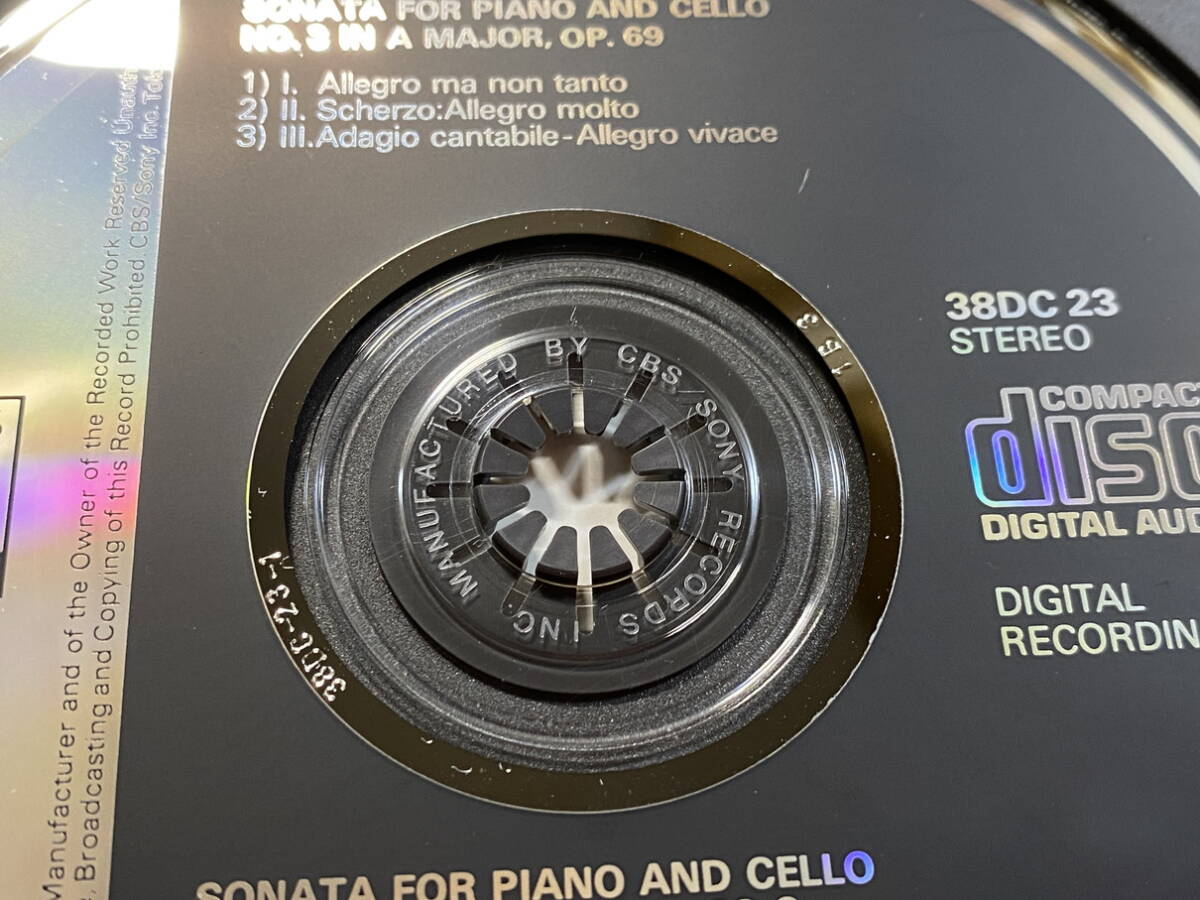 SONATA FOR PIANO AND CELLO
NO. 3 IN A MAJOR, OP. 69
1) I. Allegro ma non tanto
2) II. Scherzo:Allegro molto
3) III.Adagio cantabile-Allegro vivace
38DC 23
STEREO
COMPAC
disc
DIGITAL AUD
DIGITAL
RECORDIN
MANUFACTURED BY CBS/SONY RECORDS INC.
38DC-23-1
Manufacturer and of the Owner of the Recorded Work Reserved Unauth
, Broadcasting and Copying of this Record Prohibited. CBS/Sony Inc. Tok
SONATA FOR PIANO AND CELLO